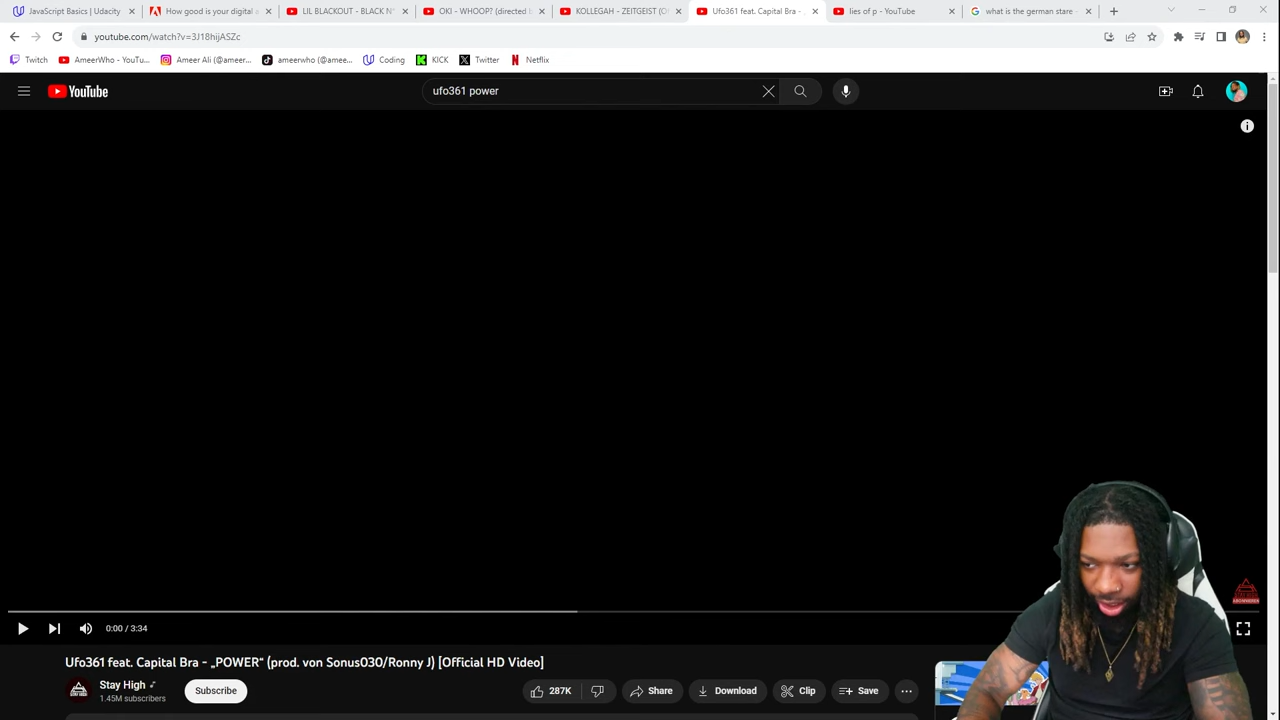 JavaScript Basics | Udacity
How good is your digital a
LIL BLACKOUT - BLACK N"
OKI - WHOOP? (directed b
KOLLEGAH - ZEITGEIST (O
Ufo361 feat. Capital Bra - „
lies of p - YouTube
what is the german stare
youtube.com/watch?v=3J18hijASZc
Twitch
AmeerWho - YouTu...
Ameer Ali (@ameer...
ameerwho (@amee...
Coding
KICK
Twitter
Netflix
YouTube
ufo361 power
0:00 / 3:34
Ufo361 feat. Capital Bra - „POWER“ (prod. von Sonus030/Ronny J) [Official HD Video]
Stay High
1.45M subscribers
Subscribe
287K
Share
Download
Clip
Save